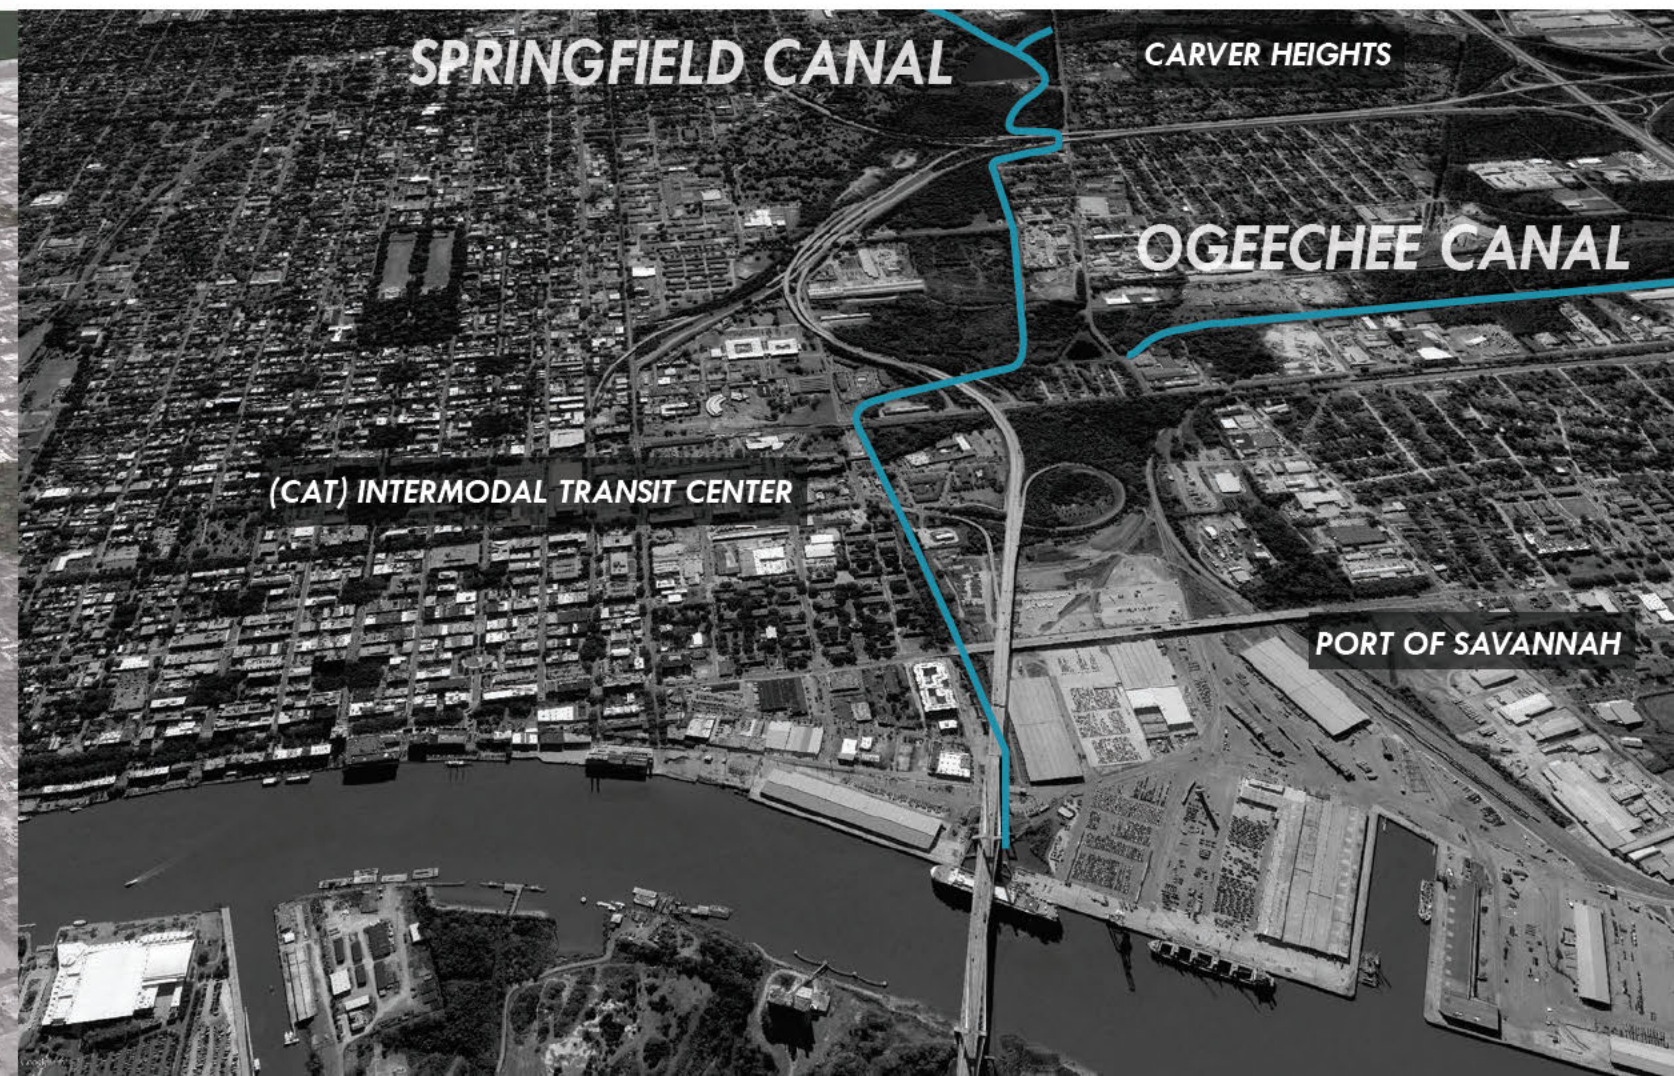 SPRINGFIELD CANAL
CARVER HEIGHTS
OGEECHEE CANAL
(CAT) INTERMODAL TRANSIT CENTER
PORT OF SAVANNAH